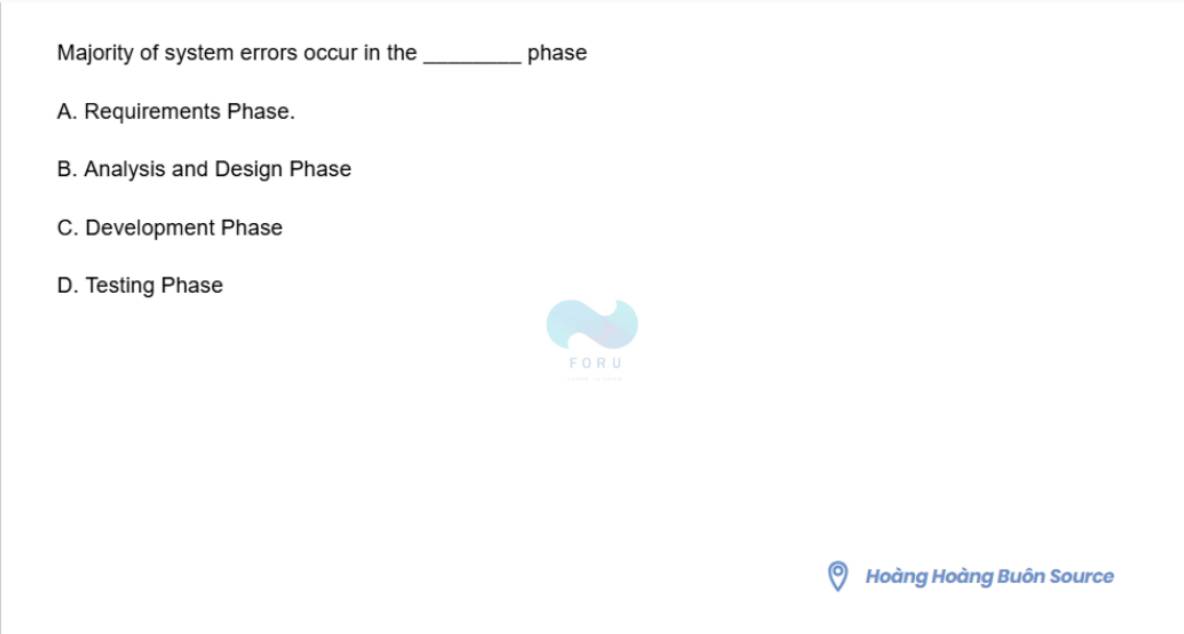 Majority of system errors occur in the ________ phase
A. Requirements Phase.
B. Analysis and Design Phase
C. Development Phase
D. Testing Phase
FORU
Hoàng Hoàng Buôn Source